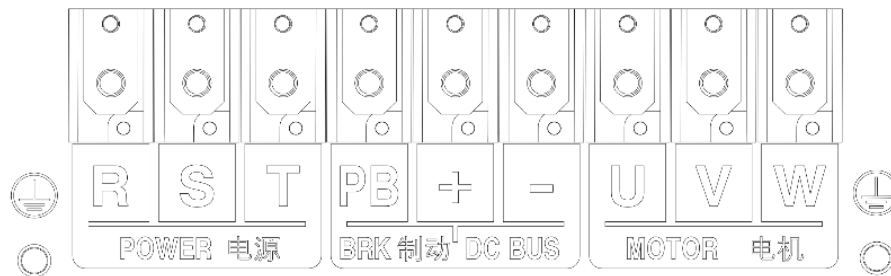 R S T PB + - U V W
POWER 电源 BRK 制动 DC BUS MOTOR 电机